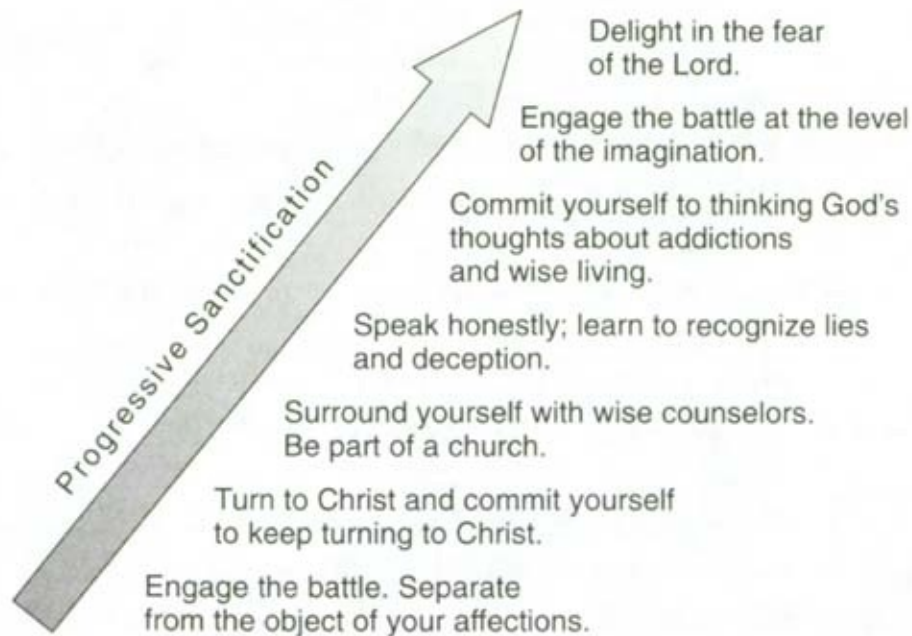 Delight in the fear
of the Lord.
Engage the battle at the level
of the imagination.
Commit yourself to thinking God's
thoughts about addictions
and wise living.
Speak honestly; learn to recognize lies
and deception.
Surround yourself with wise counselors.
Be part of a church.
Turn to Christ and commit yourself
to keep turning to Christ.
Engage the battle. Separate
from the object of your affections.
Progressive Sanctification